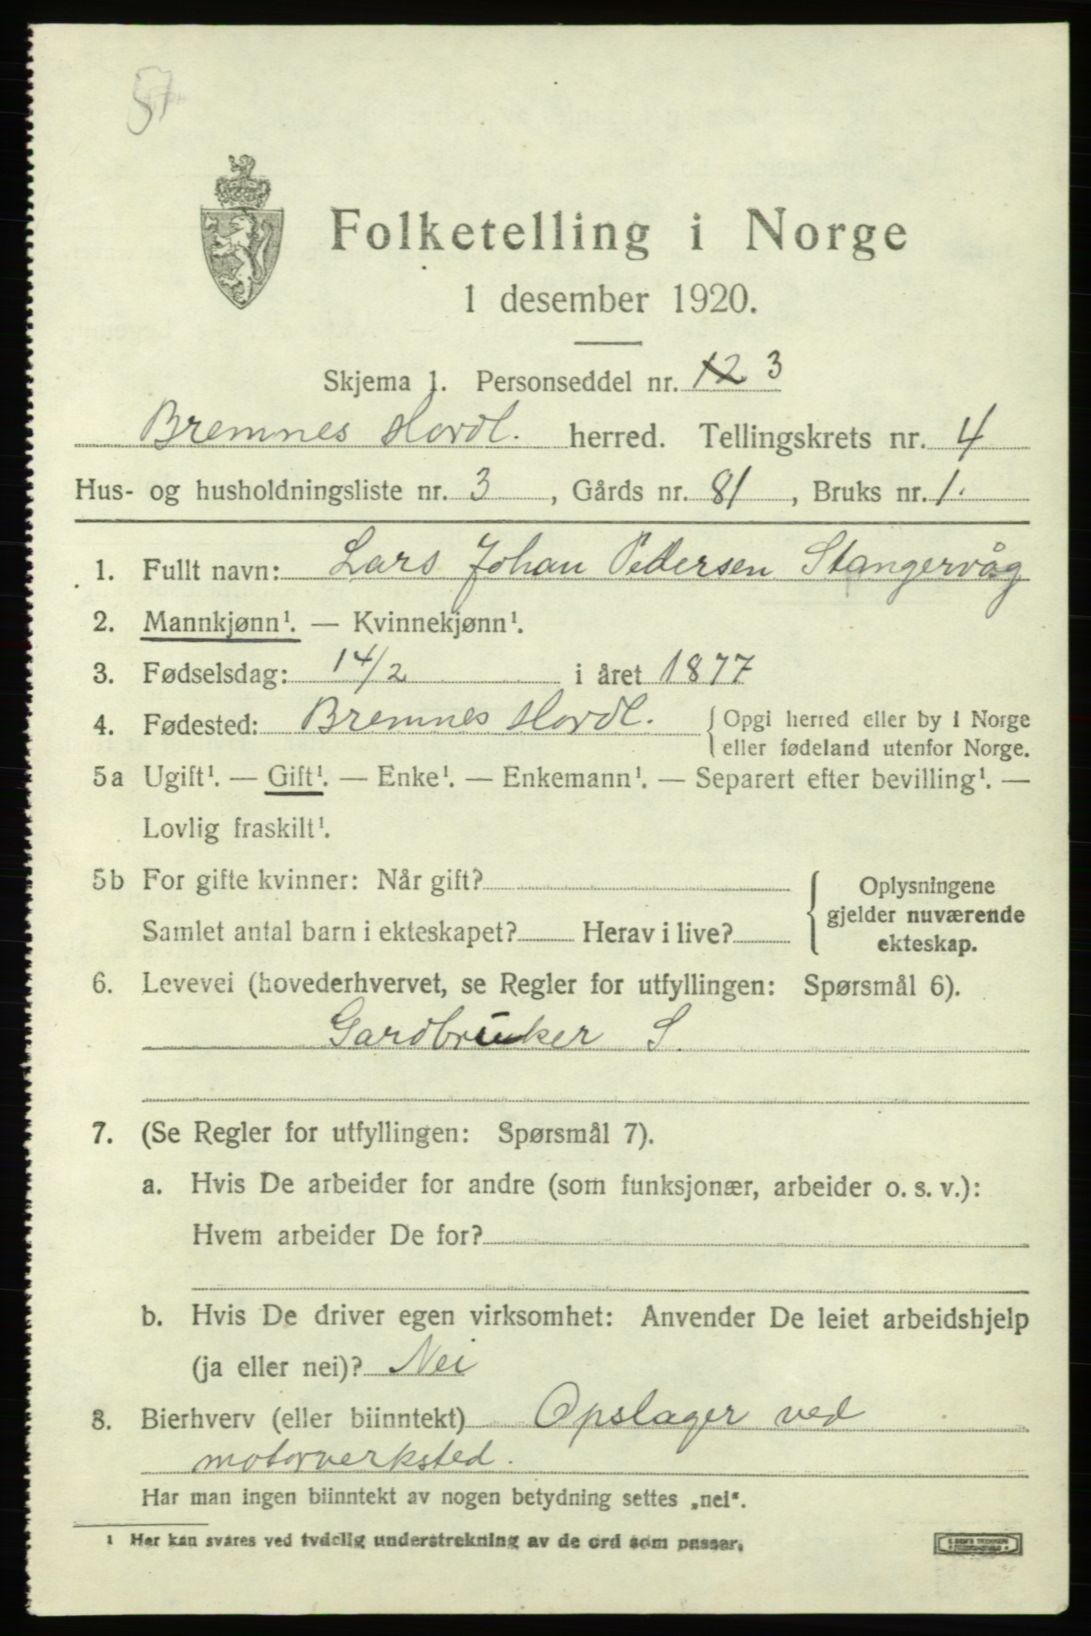 57
Folketelling i Norge
1 desember 1920.
Skjema 1. Personseddel nr. 12 3
Bremnes Hordl. herred. Tellingskrets nr. 4
Hus- og husholdningsliste nr. 3, Gårds nr. 81, Bruks nr. 1.
1. Fullt navn: Lars Johan Pedersen Stangervåg
2. Mannkjønn¹. — Kvinnekjønn¹.
3. Fødselsdag: 14/2 i året 1877
4. Fødested: Bremnes Hordl. {Opgi herred eller by i Norge
eller fødeland utenfor Norge.
5a Ugift¹. — Gift¹. — Enke¹. — Enkemann¹. — Separert efter bevilling¹. —
Lovlig fraskilt¹.
5b For gifte kvinner: Når gift?
Samlet antal barn i ekteskapet? Herav i live?
{ Oplysningene
gjelder nuværende
ekteskap.
6. Levevei (hovederhvervet, se Regler for utfyllingen: Spørsmål 6).
Gardbruker S.
7. (Se Regler for utfyllingen: Spørsmål 7).
a. Hvis De arbeider for andre (som funksjonær, arbeider o. s. v.):
Hvem arbeider De for?
b. Hvis De driver egen virksomhet: Anvender De leiet arbeidshjelp
(ja eller nei)? Nei
8. Bierhverv (eller biinntekt) Opslager ved
motorverksted.
Har man ingen biinntekt av nogen betydning settes „nei“.
¹ Her kan svares ved tydelig understrekning av de ord som passer.